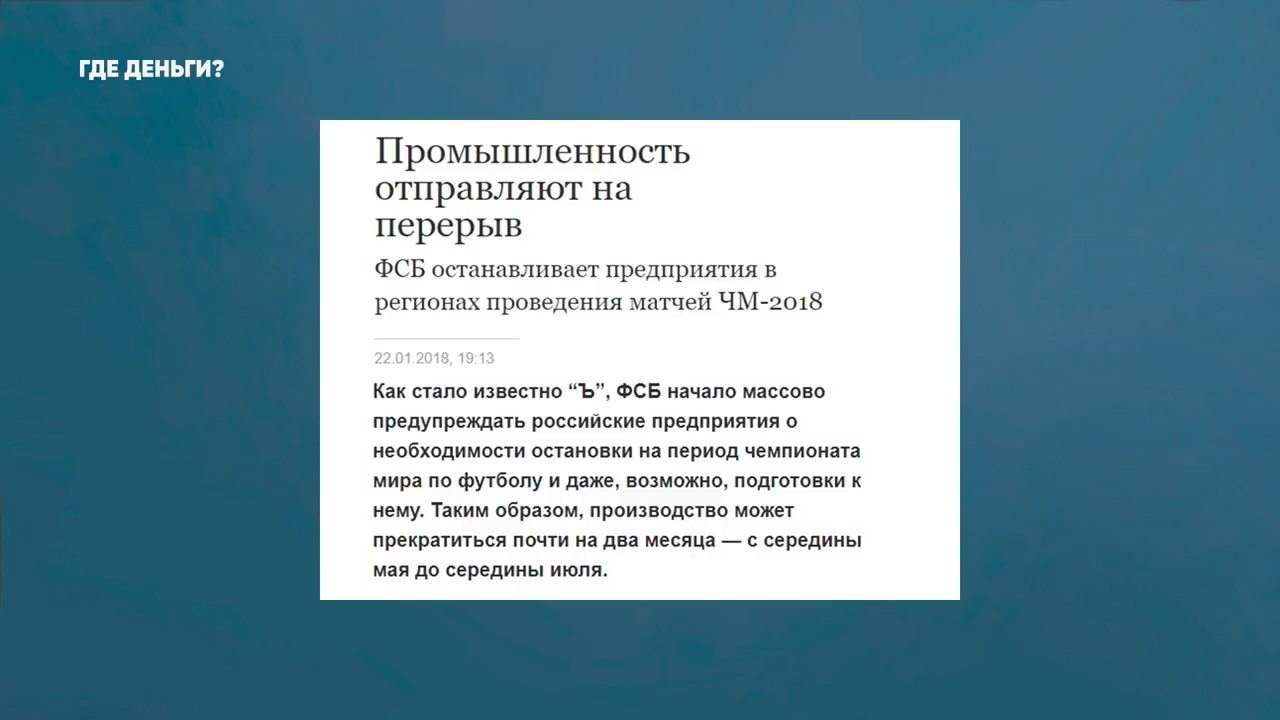 ГДЕ ДЕНЬГИ?
Промышленность
отправляют на
перерыв
ФСБ останавливает предприятия в
регионах проведения матчей ЧМ-2018
22.01.2018, 19:13
Как стало известно “Ъ”, ФСБ начало массово
предупреждать российские предприятия о
необходимости остановки на период чемпионата
мира по футболу и даже, возможно, подготовки к
нему. Таким образом, производство может
прекратиться почти на два месяца — с середины
мая до середины июля.